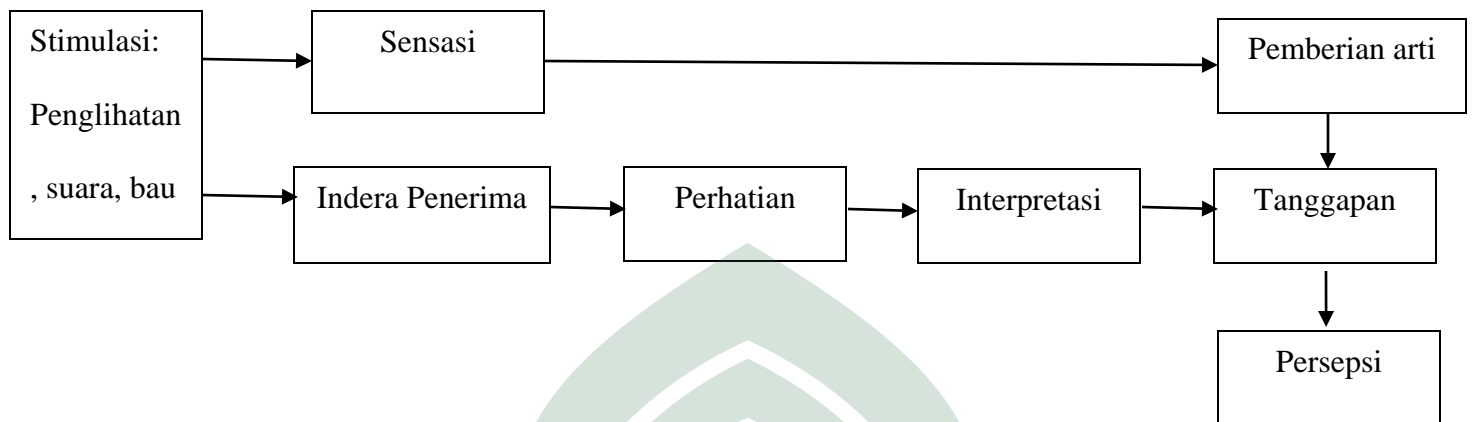 Stimulasi:
Penglihatan
, suara, bau
Sensasi
Pemberian arti
Indera Penerima
Perhatian
Interpretasi
Tanggapan
Persepsi